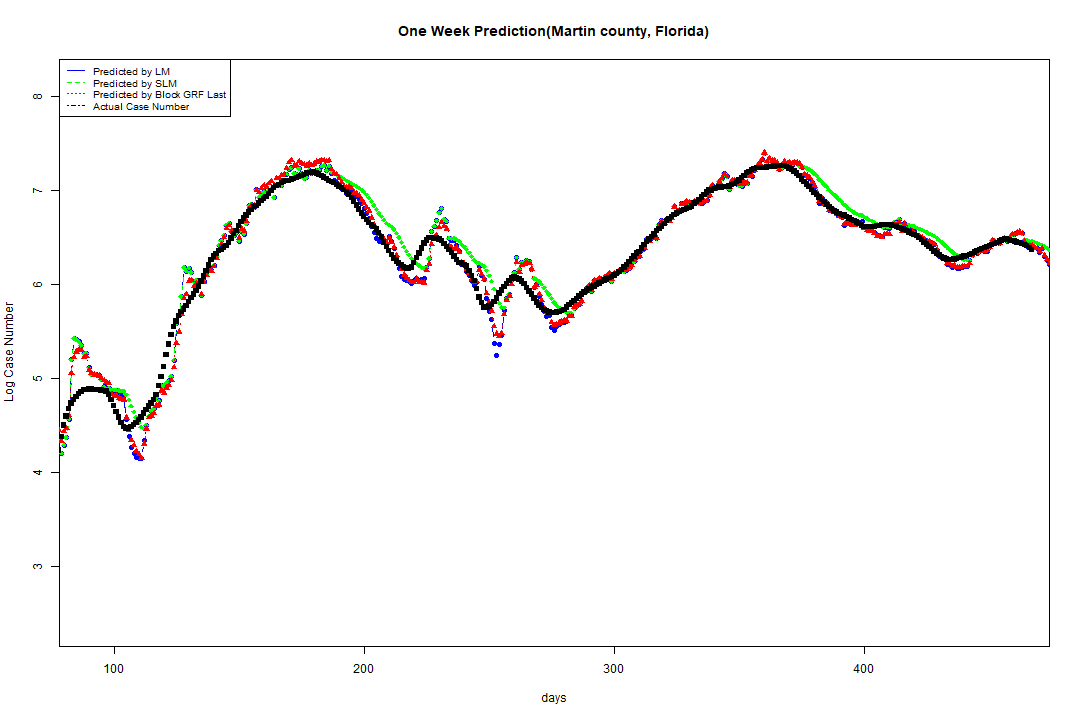 One Week Prediction(Martin county, Florida)
Predicted by LM
Predicted by SLM
Predicted by Block GRF Last
Actual Case Number
8
7
6
5
4
3
Log Case Number
100 200 300 400
days